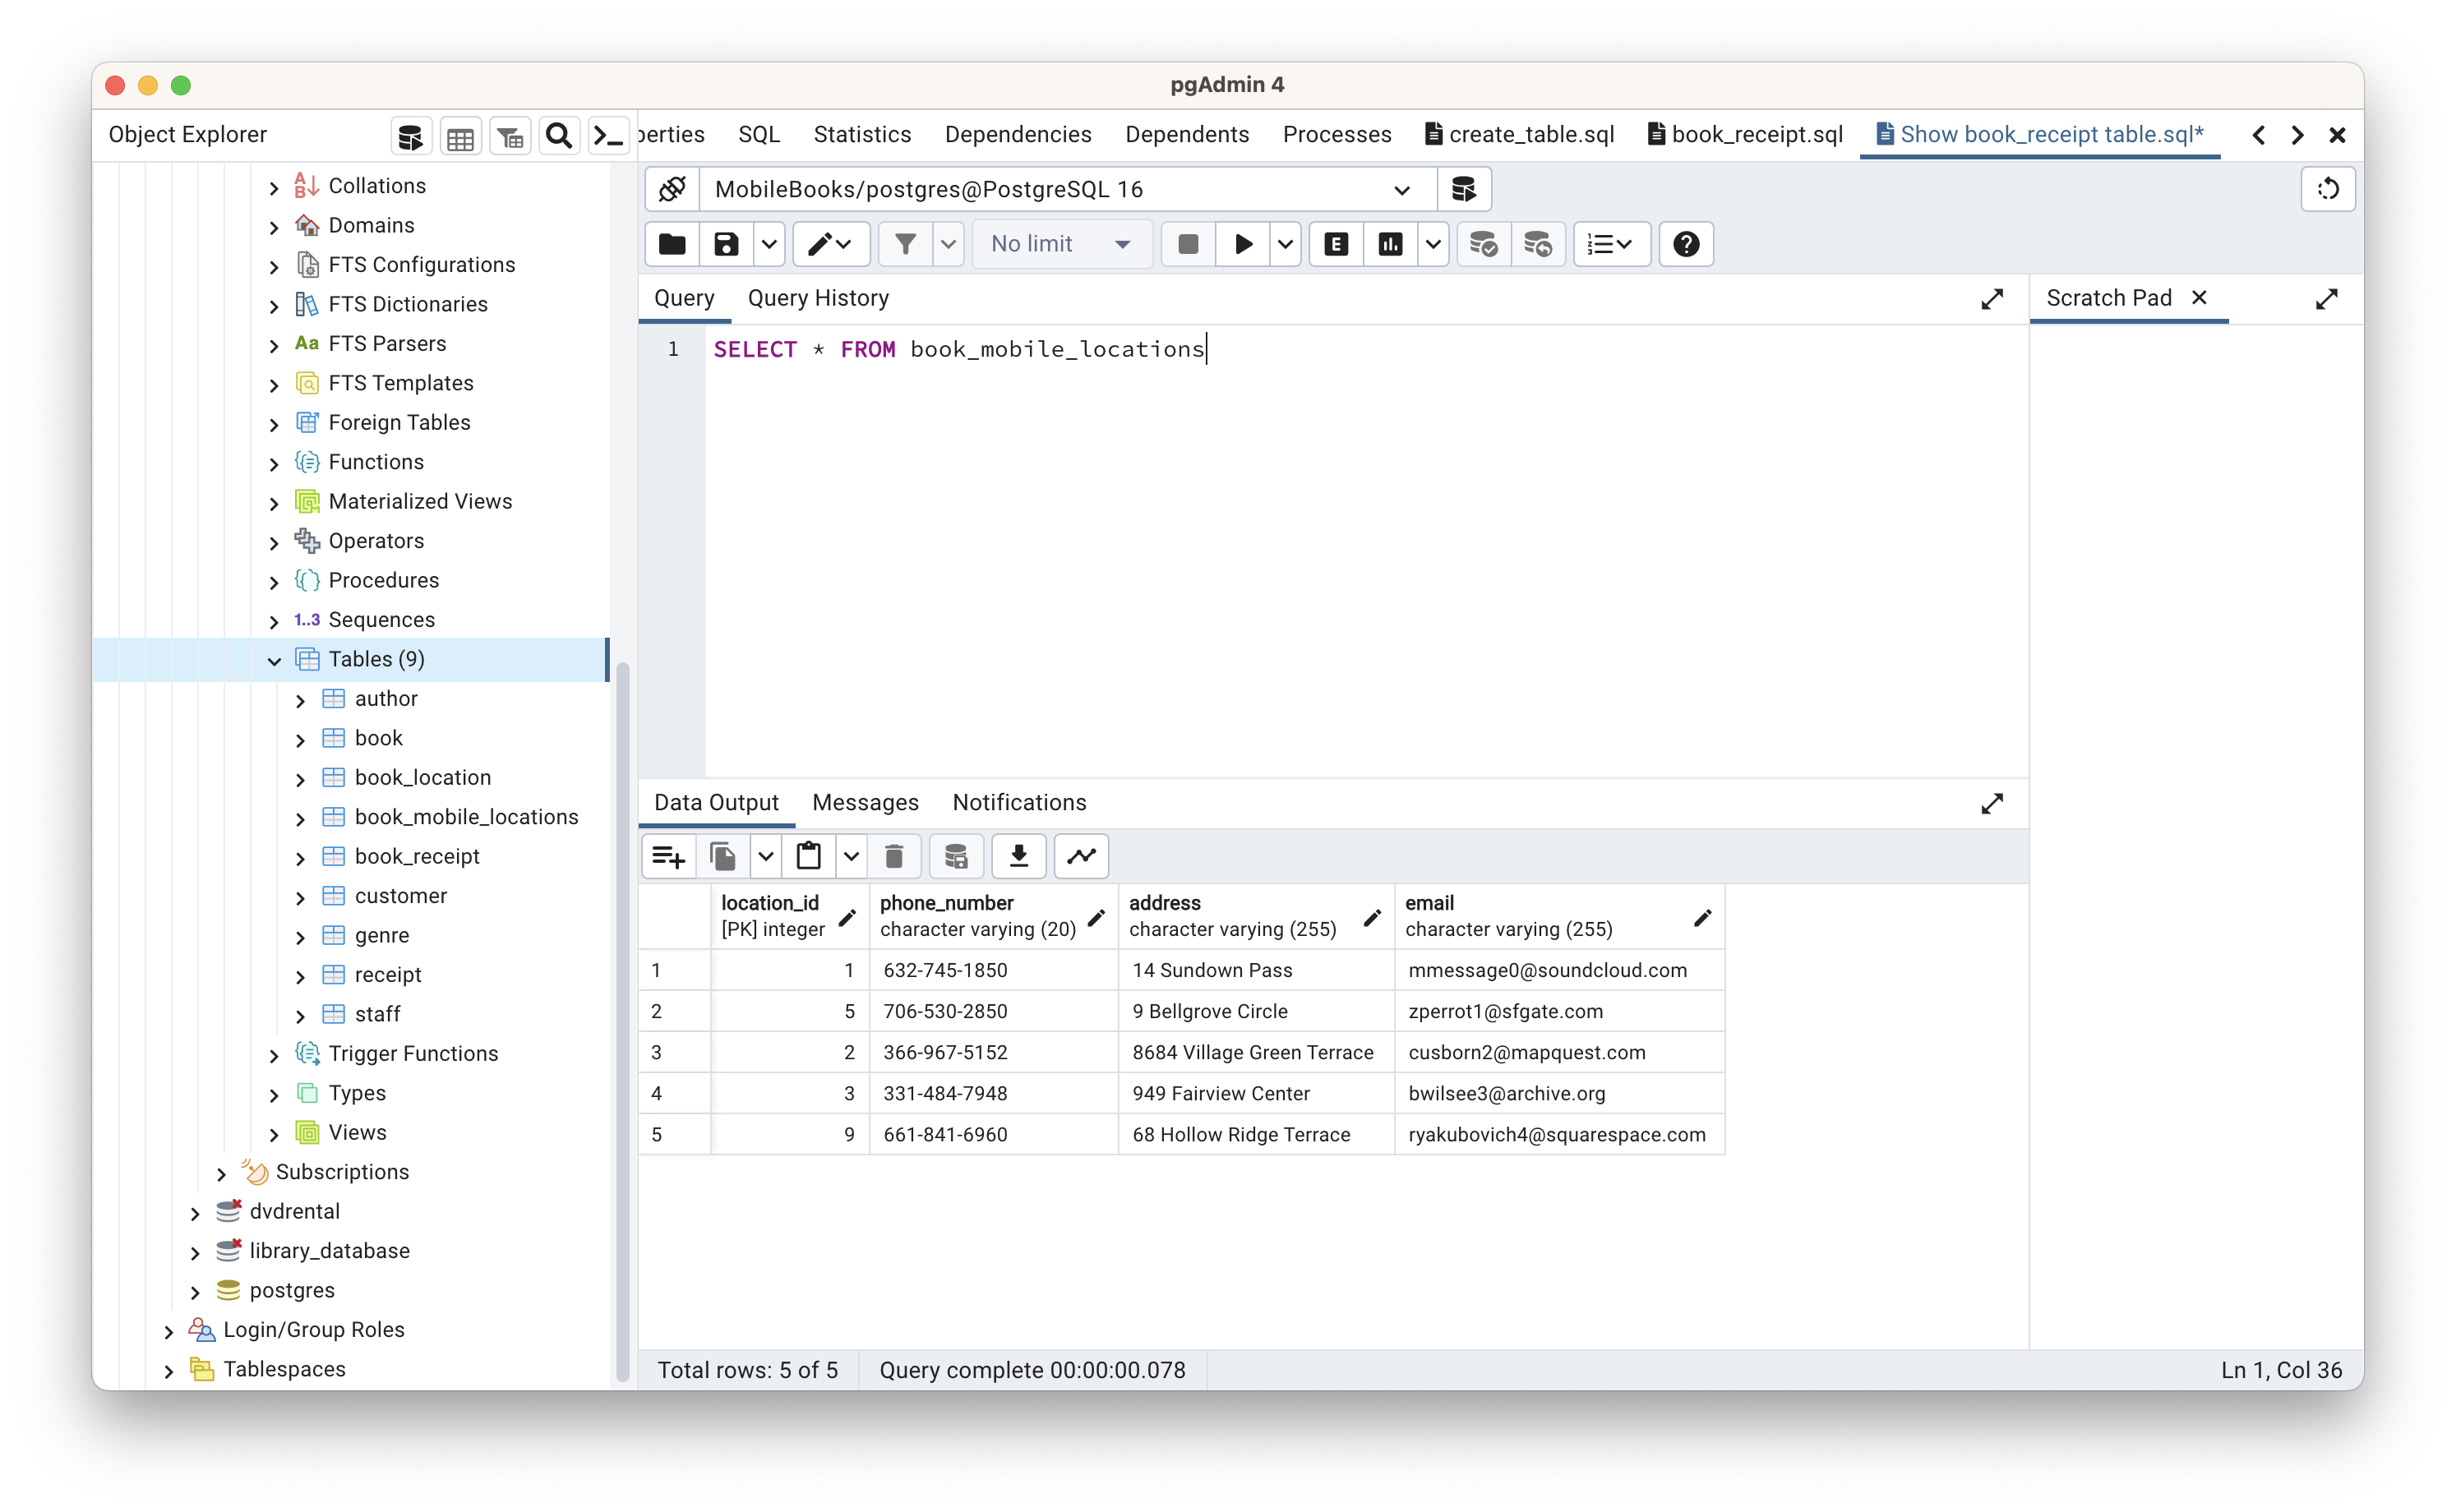 pgAdmin 4
Object Explorer
perties SQL Statistics Dependencies Dependents Processes create_table.sql book_receipt.sql Show book_receipt table.sql*
MobileBooks/postgres@PostgreSQL 16
No limit
E
Query Query History
Scratch Pad
1 SELECT * FROM book_mobile_locations
Collations
Domains
FTS Configurations
FTS Dictionaries
Aa FTS Parsers
FTS Templates
Foreign Tables
Functions
Materialized Views
Operators
Procedures
1..3 Sequences
Tables (9)
author
book
book_location
book_mobile_locations
book_receipt
customer
genre
receipt
staff
Trigger Functions
Types
Views
Subscriptions
dvdrental
library_database
postgres
Login/Group Roles
Tablespaces
Data Output Messages Notifications
location_id phone_number address email
[PK] integer character varying (20) character varying (255) character varying (255)
1 1 632-745-1850 14 Sundown Pass mmessage0@soundcloud.com
2 5 706-530-2850 9 Bellgrove Circle zperrot1@sfgate.com
3 2 366-967-5152 8684 Village Green Terrace cusborn2@mapquest.com
4 3 331-484-7948 949 Fairview Center bwilsee3@archive.org
5 9 661-841-6960 68 Hollow Ridge Terrace ryakubovich4@squarespace.com
Total rows: 5 of 5 Query complete 00:00:00.078 Ln 1, Col 36